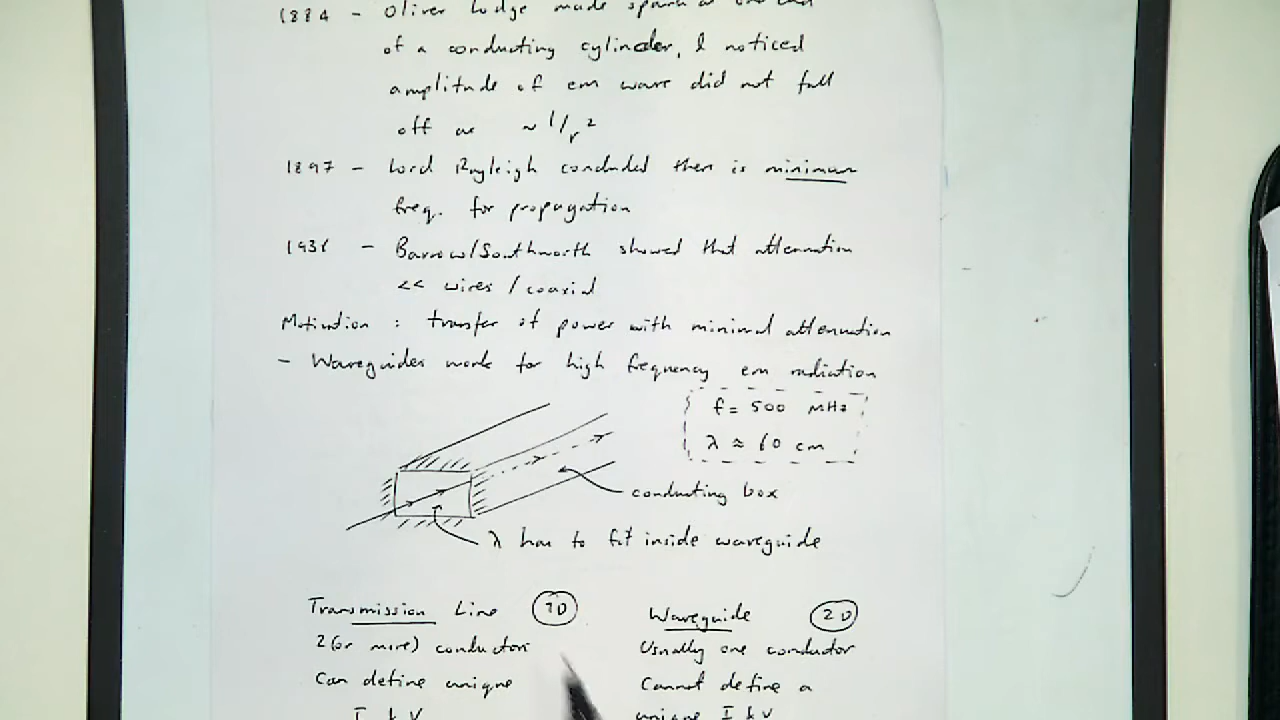 1884 - Oliver Lodge made spark at one end
of a conducting cylinder, & noticed
amplitude of em wave did not fall
off as ~ 1/r²
1897 - Lord Rayleigh concluded there is minimum
freq. for propagation
1936 - Barrow/Southworth showed that attenuation
<< wires / coaxial
Motivation : transfer of power with minimal attenuation
- Waveguides work for high frequency em radiation
f = 500 MHz
λ ≈ 60 cm
conducting box
λ has to fit inside waveguide
Transmission Line 1D
2 (or more) conductors
Can define unique
I & V
Waveguide 2D
Usually one conductor
Cannot define a
unique I & V